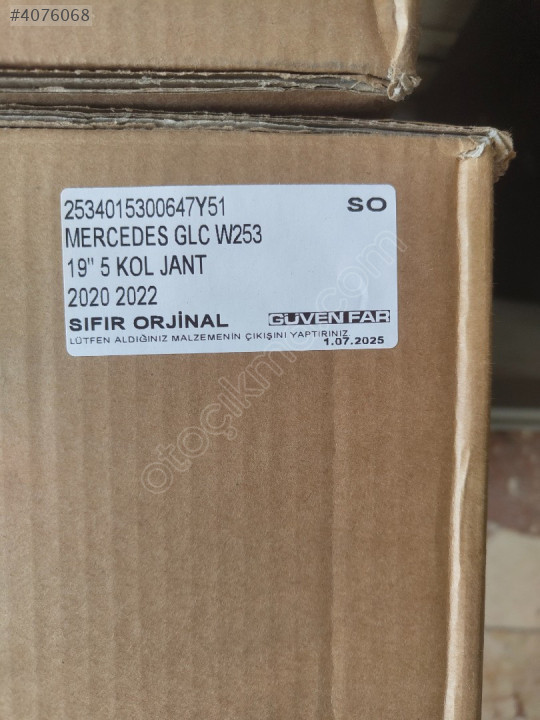 #4076068
2534015300647Y51 SO
MERCEDES GLC W253
19" 5 KOL JANT
2020 2022
SIFIR ORJİNAL GÜVEN FAR
LÜTFEN ALDIĞINIZ MALZEMENİN ÇIKIŞINI YAPTIRINIZ
1.07.2025
otoçıkma.com